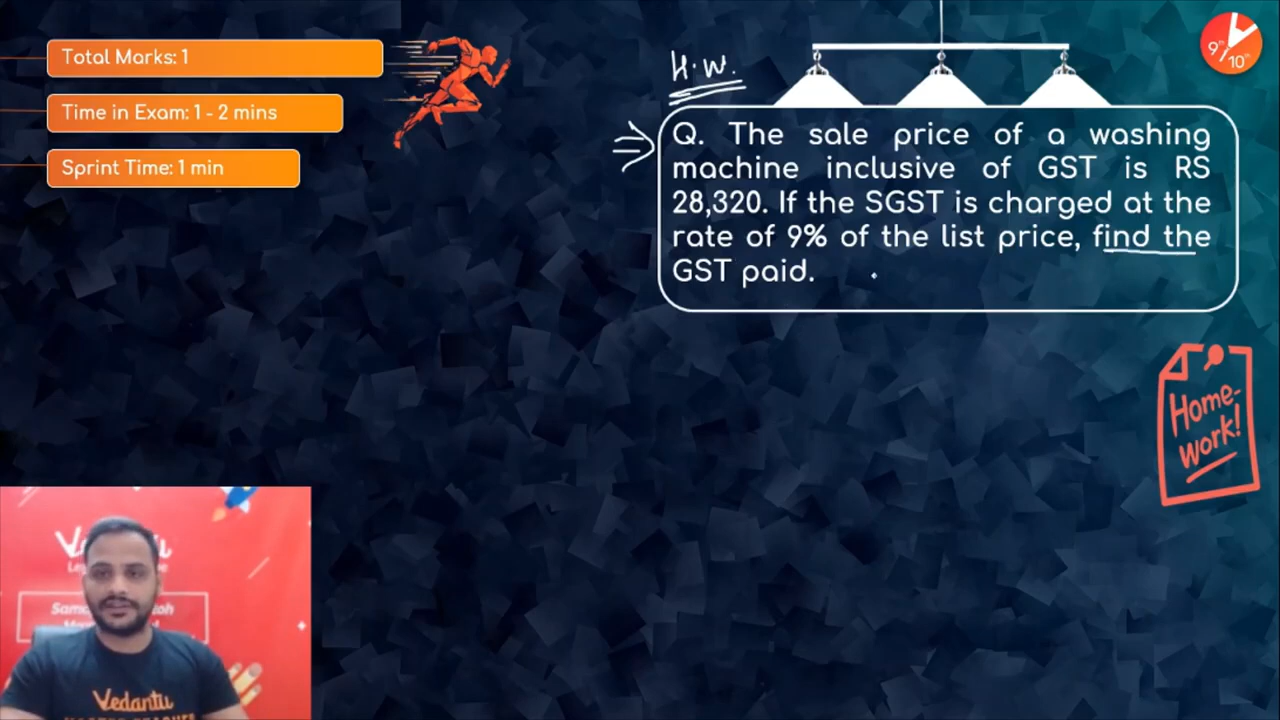 Total Marks: 1
Time in Exam: 1 - 2 mins
Sprint Time: 1 min
H.W.
9th
10th
Q. The sale price of a washing
machine inclusive of GST is RS
28,320. If the SGST is charged at the
rate of 9% of the list price, find the
GST paid.
Home-
work!
Vedantu